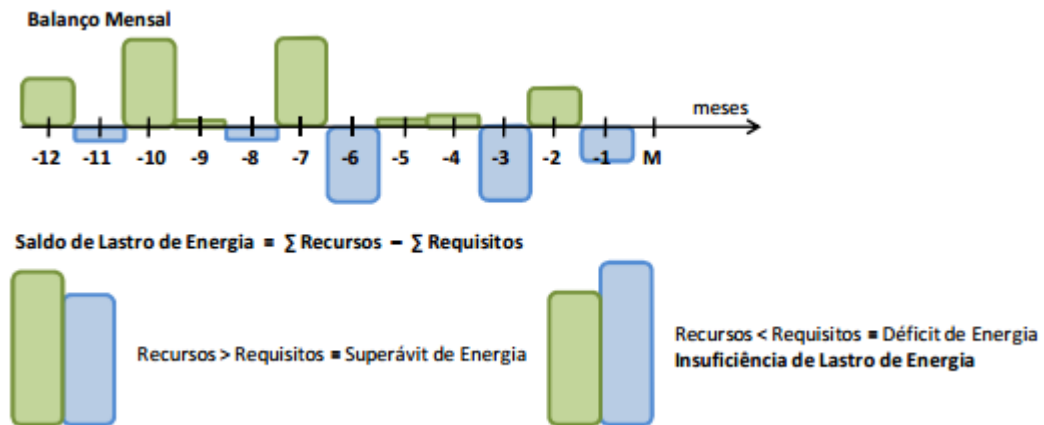 Balanço Mensal
meses
-12 -11 -10 -9 -8 -7 -6 -5 -4 -3 -2 -1 M
Saldo de Lastro de Energia = ∑ Recursos – ∑ Requisitos
Recursos > Requisitos = Superávit de Energia
Recursos < Requisitos = Déficit de Energia
Insuficiência de Lastro de Energia